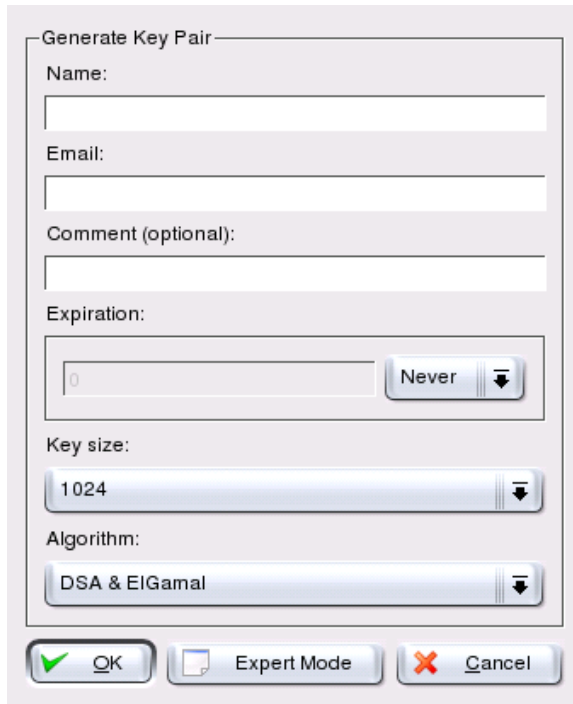 Generate Key Pair
Name:
Email:
Comment (optional):
Expiration:
0 Never
Key size:
1024
Algorithm:
DSA & ElGamal
OK Expert Mode Cancel